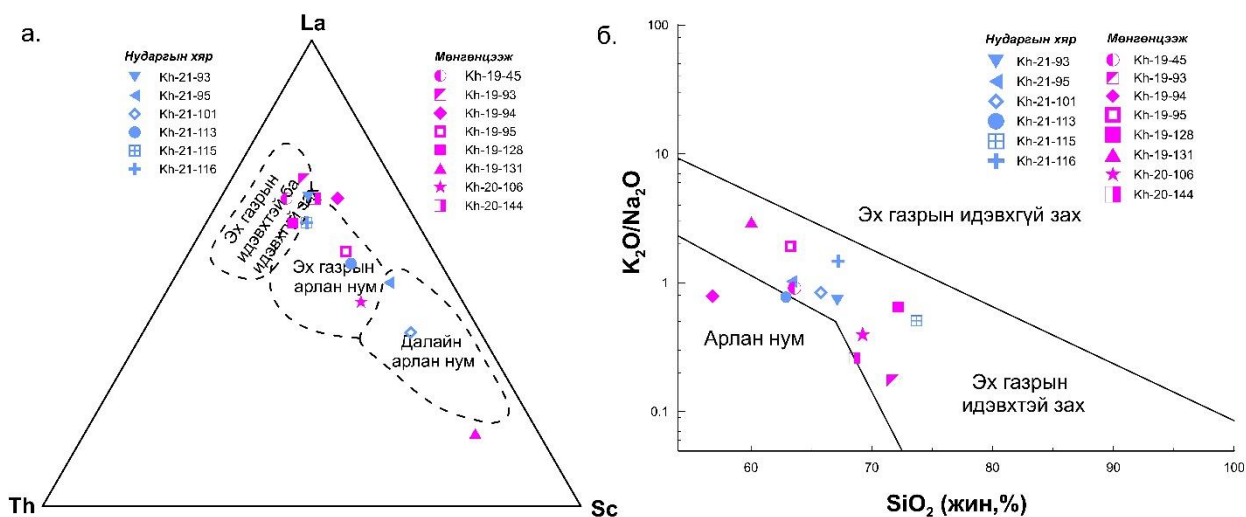 а.
La
Нударгын хяр
Kh-21-93
Kh-21-95
Kh-21-101
Kh-21-113
Kh-21-115
Kh-21-116
Мөнгөнцээж
Kh-19-45
Kh-19-93
Kh-19-94
Kh-19-95
Kh-19-128
Kh-19-131
Kh-20-106
Kh-20-144
Эх газрын
идэвхтэй ба
идэвхгүй зах
Эх газрын
арлан нум
Далайн
арлан нум
Th
Sc
б.
100
10
1
0.1
K₂O/Na₂O
Нударгын хяр
Kh-21-93
Kh-21-95
Kh-21-101
Kh-21-113
Kh-21-115
Kh-21-116
Мөнгөнцээж
Kh-19-45
Kh-19-93
Kh-19-94
Kh-19-95
Kh-19-128
Kh-19-131
Kh-20-106
Kh-20-144
Эх газрын идэвхгүй зах
Арлан нум
Эх газрын
идэвхтэй зах
60
70
80
90
100
SiO₂ (жин,%)